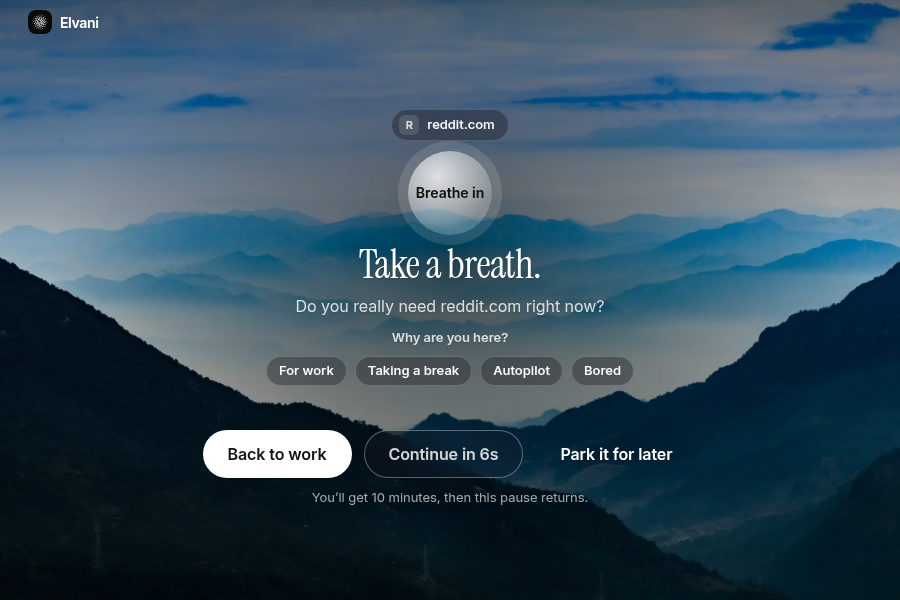 Elvani
R reddit.com
Breathe in
Take a breath.
Do you really need reddit.com right now?
Why are you here?
For work Taking a break Autopilot Bored
Back to work Continue in 6s Park it for later
You’ll get 10 minutes, then this pause returns.